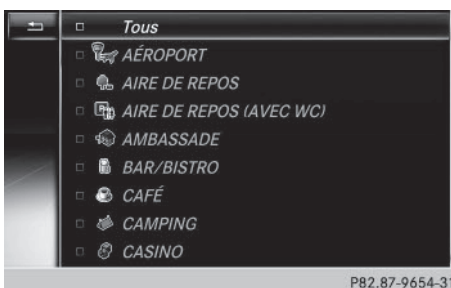 Tous
AÉROPORT
AIRE DE REPOS
AIRE DE REPOS (AVEC WC)
AMBASSADE
BAR/BISTRO
CAFÉ
CAMPING
CASINO
P82.87-9654-31